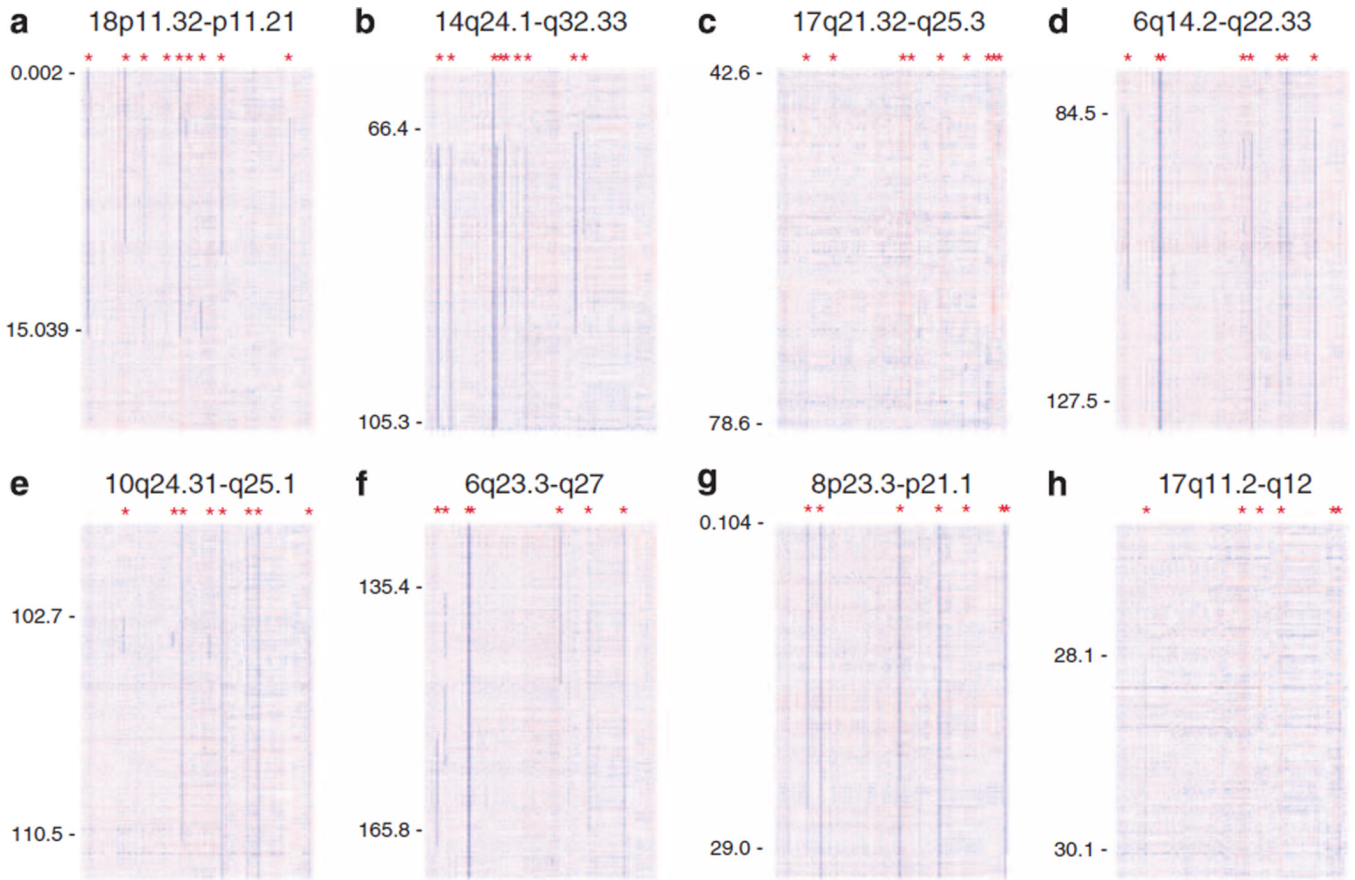 a 18p11.32-p11.21
* * * * * * * * *
0.002 -
15.039 -
b 14q24.1-q32.33
** ***** **
66.4 -
105.3 -
c 17q21.32-q25.3
* * ** * * ***
42.6 -
78.6 -
d 6q14.2-q22.33
* ** ** ** *
84.5 -
127.5 -
e 10q24.31-q25.1
* ** ** ** *
102.7 -
110.5 -
f 6q23.3-q27
** ** * * *
135.4 -
165.8 -
g 8p23.3-p21.1
** * * * **
0.104 -
29.0 -
h 17q11.2-q12
* * * * **
28.1 -
30.1 -